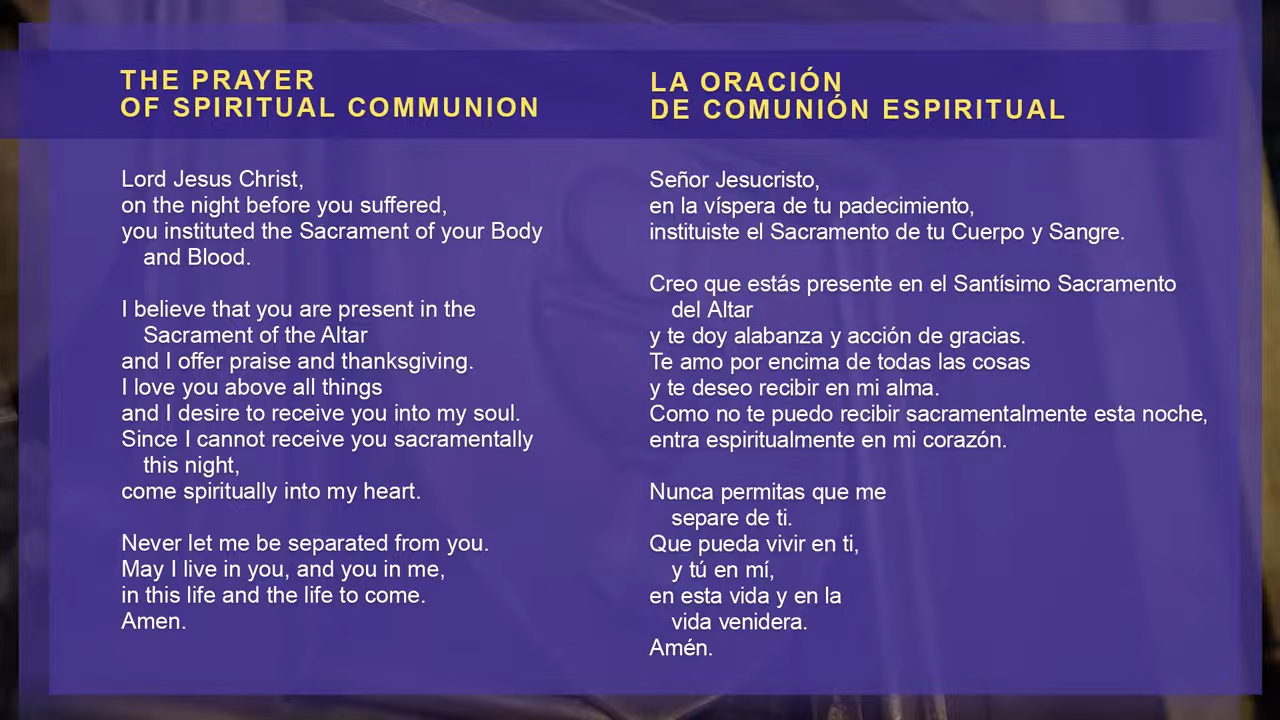 THE PRAYER
OF SPIRITUAL COMMUNION
Lord Jesus Christ,
on the night before you suffered,
you instituted the Sacrament of your Body
and Blood.
I believe that you are present in the
Sacrament of the Altar
and I offer praise and thanksgiving.
I love you above all things
and I desire to receive you into my soul.
Since I cannot receive you sacramentally
this night,
come spiritually into my heart.
Never let me be separated from you.
May I live in you, and you in me,
in this life and the life to come.
Amen.
LA ORACIÓN
DE COMUNIÓN ESPIRITUAL
Señor Jesucristo,
en la víspera de tu padecimiento,
instituiste el Sacramento de tu Cuerpo y Sangre.
Creo que estás presente en el Santísimo Sacramento
del Altar
y te doy alabanza y acción de gracias.
Te amo por encima de todas las cosas
y te deseo recibir en mi alma.
Como no te puedo recibir sacramentalmente esta noche,
entra espiritualmente en mi corazón.
Nunca permitas que me
separe de ti.
Que pueda vivir en ti,
y tú en mí,
en esta vida y en la
vida venidera.
Amén.